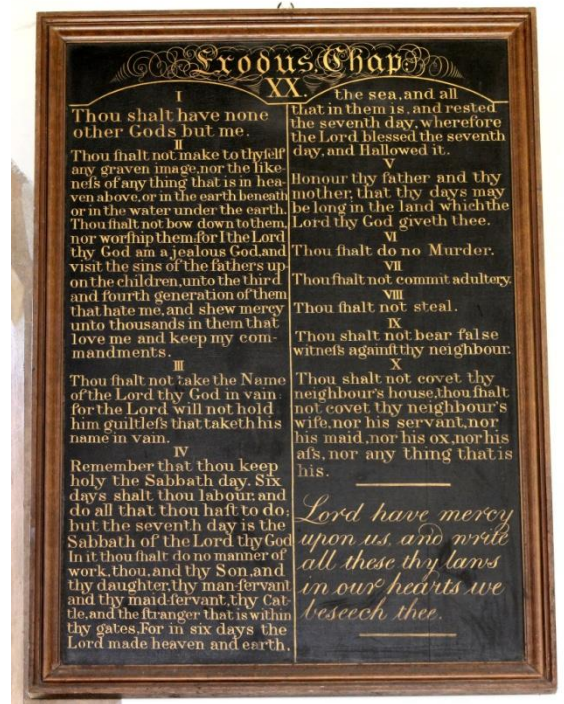 Exodus Chap:
XX.
I
Thou shalt have none
other Gods but me.
II
Thou ſhalt not make to thyſelf
any graven image, nor the like-
neſs of any thing that is in hea-
ven above, or in the earth beneath
or in the water under the earth.
Thou ſhalt not bow down to them,
nor worſhip them: for I the Lord
thy God am a jealous God, and
visit the sins of the fathers up-
on the children, unto the third
and fourth generation of them
that hate me, and shew mercy
unto thousands in them that
love me and keep my com-
mandments.
III
Thou ſhalt not take the Name
of the Lord thy God in vain:
for the Lord will not hold
him guiltleſs that taketh his
name in vain.
IV
Remember that thou keep
holy the Sabbath day. Six
days shalt thou labour, and
do all that thou haſt to do;
but the seventh day is the
Sabbath of the Lord thy God
In it thou ſhalt do no manner of
work, thou, and thy Son, and
thy daughter, thy man-ſervant
and thy maid-ſervant, thy Cat-
tle, and the ſtranger that is within
thy gates. For in six days the
Lord made heaven and earth,
the sea, and all
that in them is, and rested
the seventh day, wherefore
the Lord blessed the seventh
day, and Hallowed it.
V
Honour thy father and thy
mother, that thy days may
be long in the land which the
Lord thy God giveth thee.
VI
Thou ſhalt do no Murder.
VII
Thou ſhalt not commit adultery.
VIII
Thou ſhalt not steal.
IX
Thou shalt not bear false
witneſs againſt thy neighbour.
X
Thou shalt not covet thy
neighbour's house, thou ſhalt
not covet thy neighbour's
wife, nor his servant, nor
his maid, nor his ox, nor his
aſs, nor any thing that is
his.
Lord have mercy
upon us, and write
all these thy laws
in our hearts we
beseech thee.